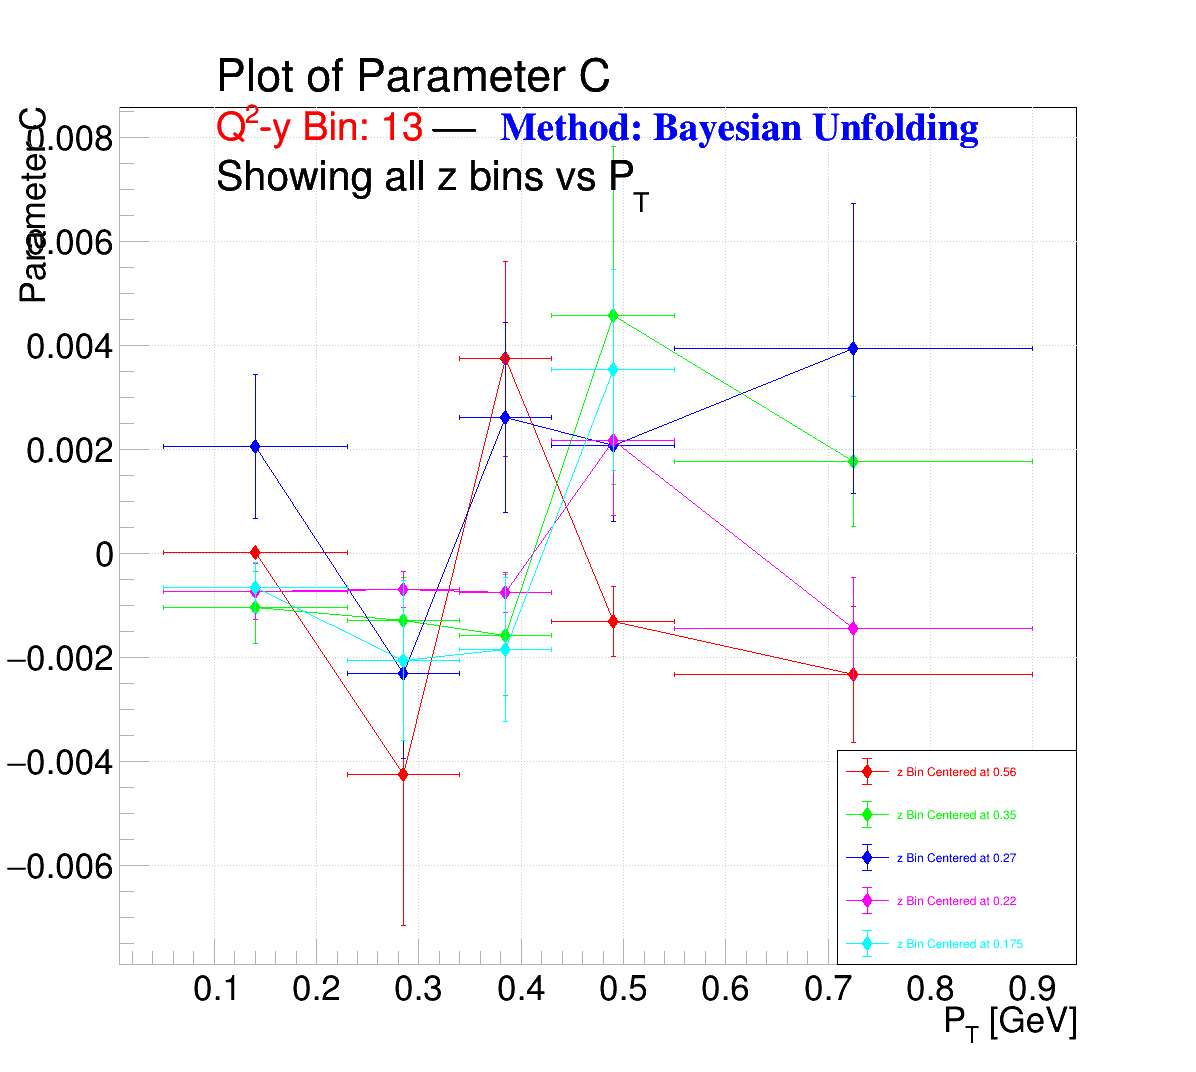 Plot of Parameter C
Q²-y Bin: 13 — Method: Bayesian Unfolding
Showing all z bins vs P_T
Parameter C
0.008
0.006
0.004
0.002
0
−0.002
−0.004
−0.006
z Bin Centered at 0.56
z Bin Centered at 0.35
z Bin Centered at 0.27
z Bin Centered at 0.22
z Bin Centered at 0.175
0.1 0.2 0.3 0.4 0.5 0.6 0.7 0.8 0.9
P_T [GeV]